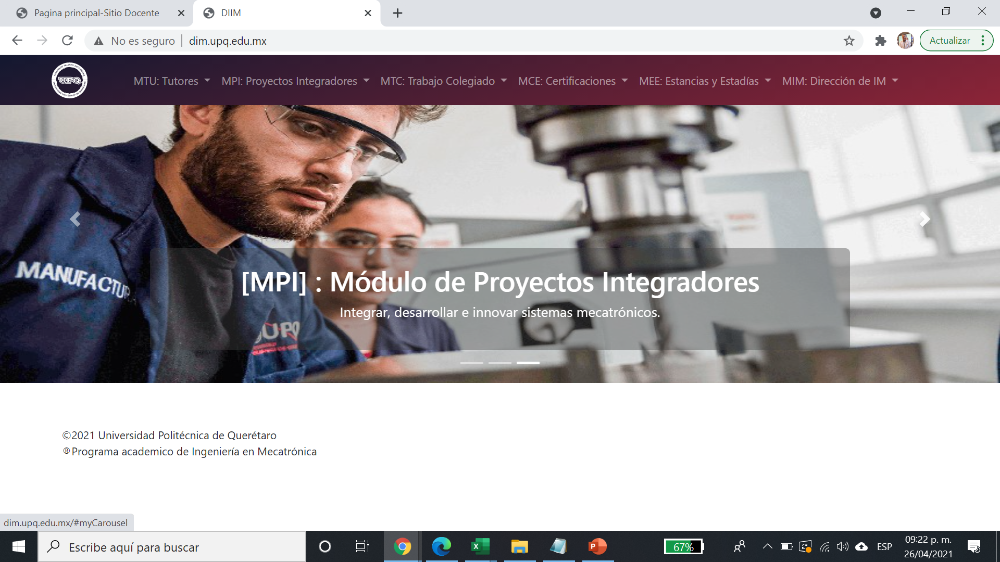 Pagina principal-Sitio Docente
DIIM
No es seguro
dim.upq.edu.mx
Actualizar
UPQ
MTU: Tutores
MPI: Proyectos Integradores
MTC: Trabajo Colegiado
MCE: Certificaciones
MEE: Estancias y Estadías
MIM: Dirección de IM
MANUFACTUR
UPQ
[MPI] : Módulo de Proyectos Integradores
Integrar, desarrollar e innovar sistemas mecatrónicos.
©2021 Universidad Politécnica de Querétaro
®Programa academico de Ingeniería en Mecatrónica
dim.upq.edu.mx/#myCarousel
Escribe aquí para buscar
67%
ESP
09:22 p. m.
26/04/2021